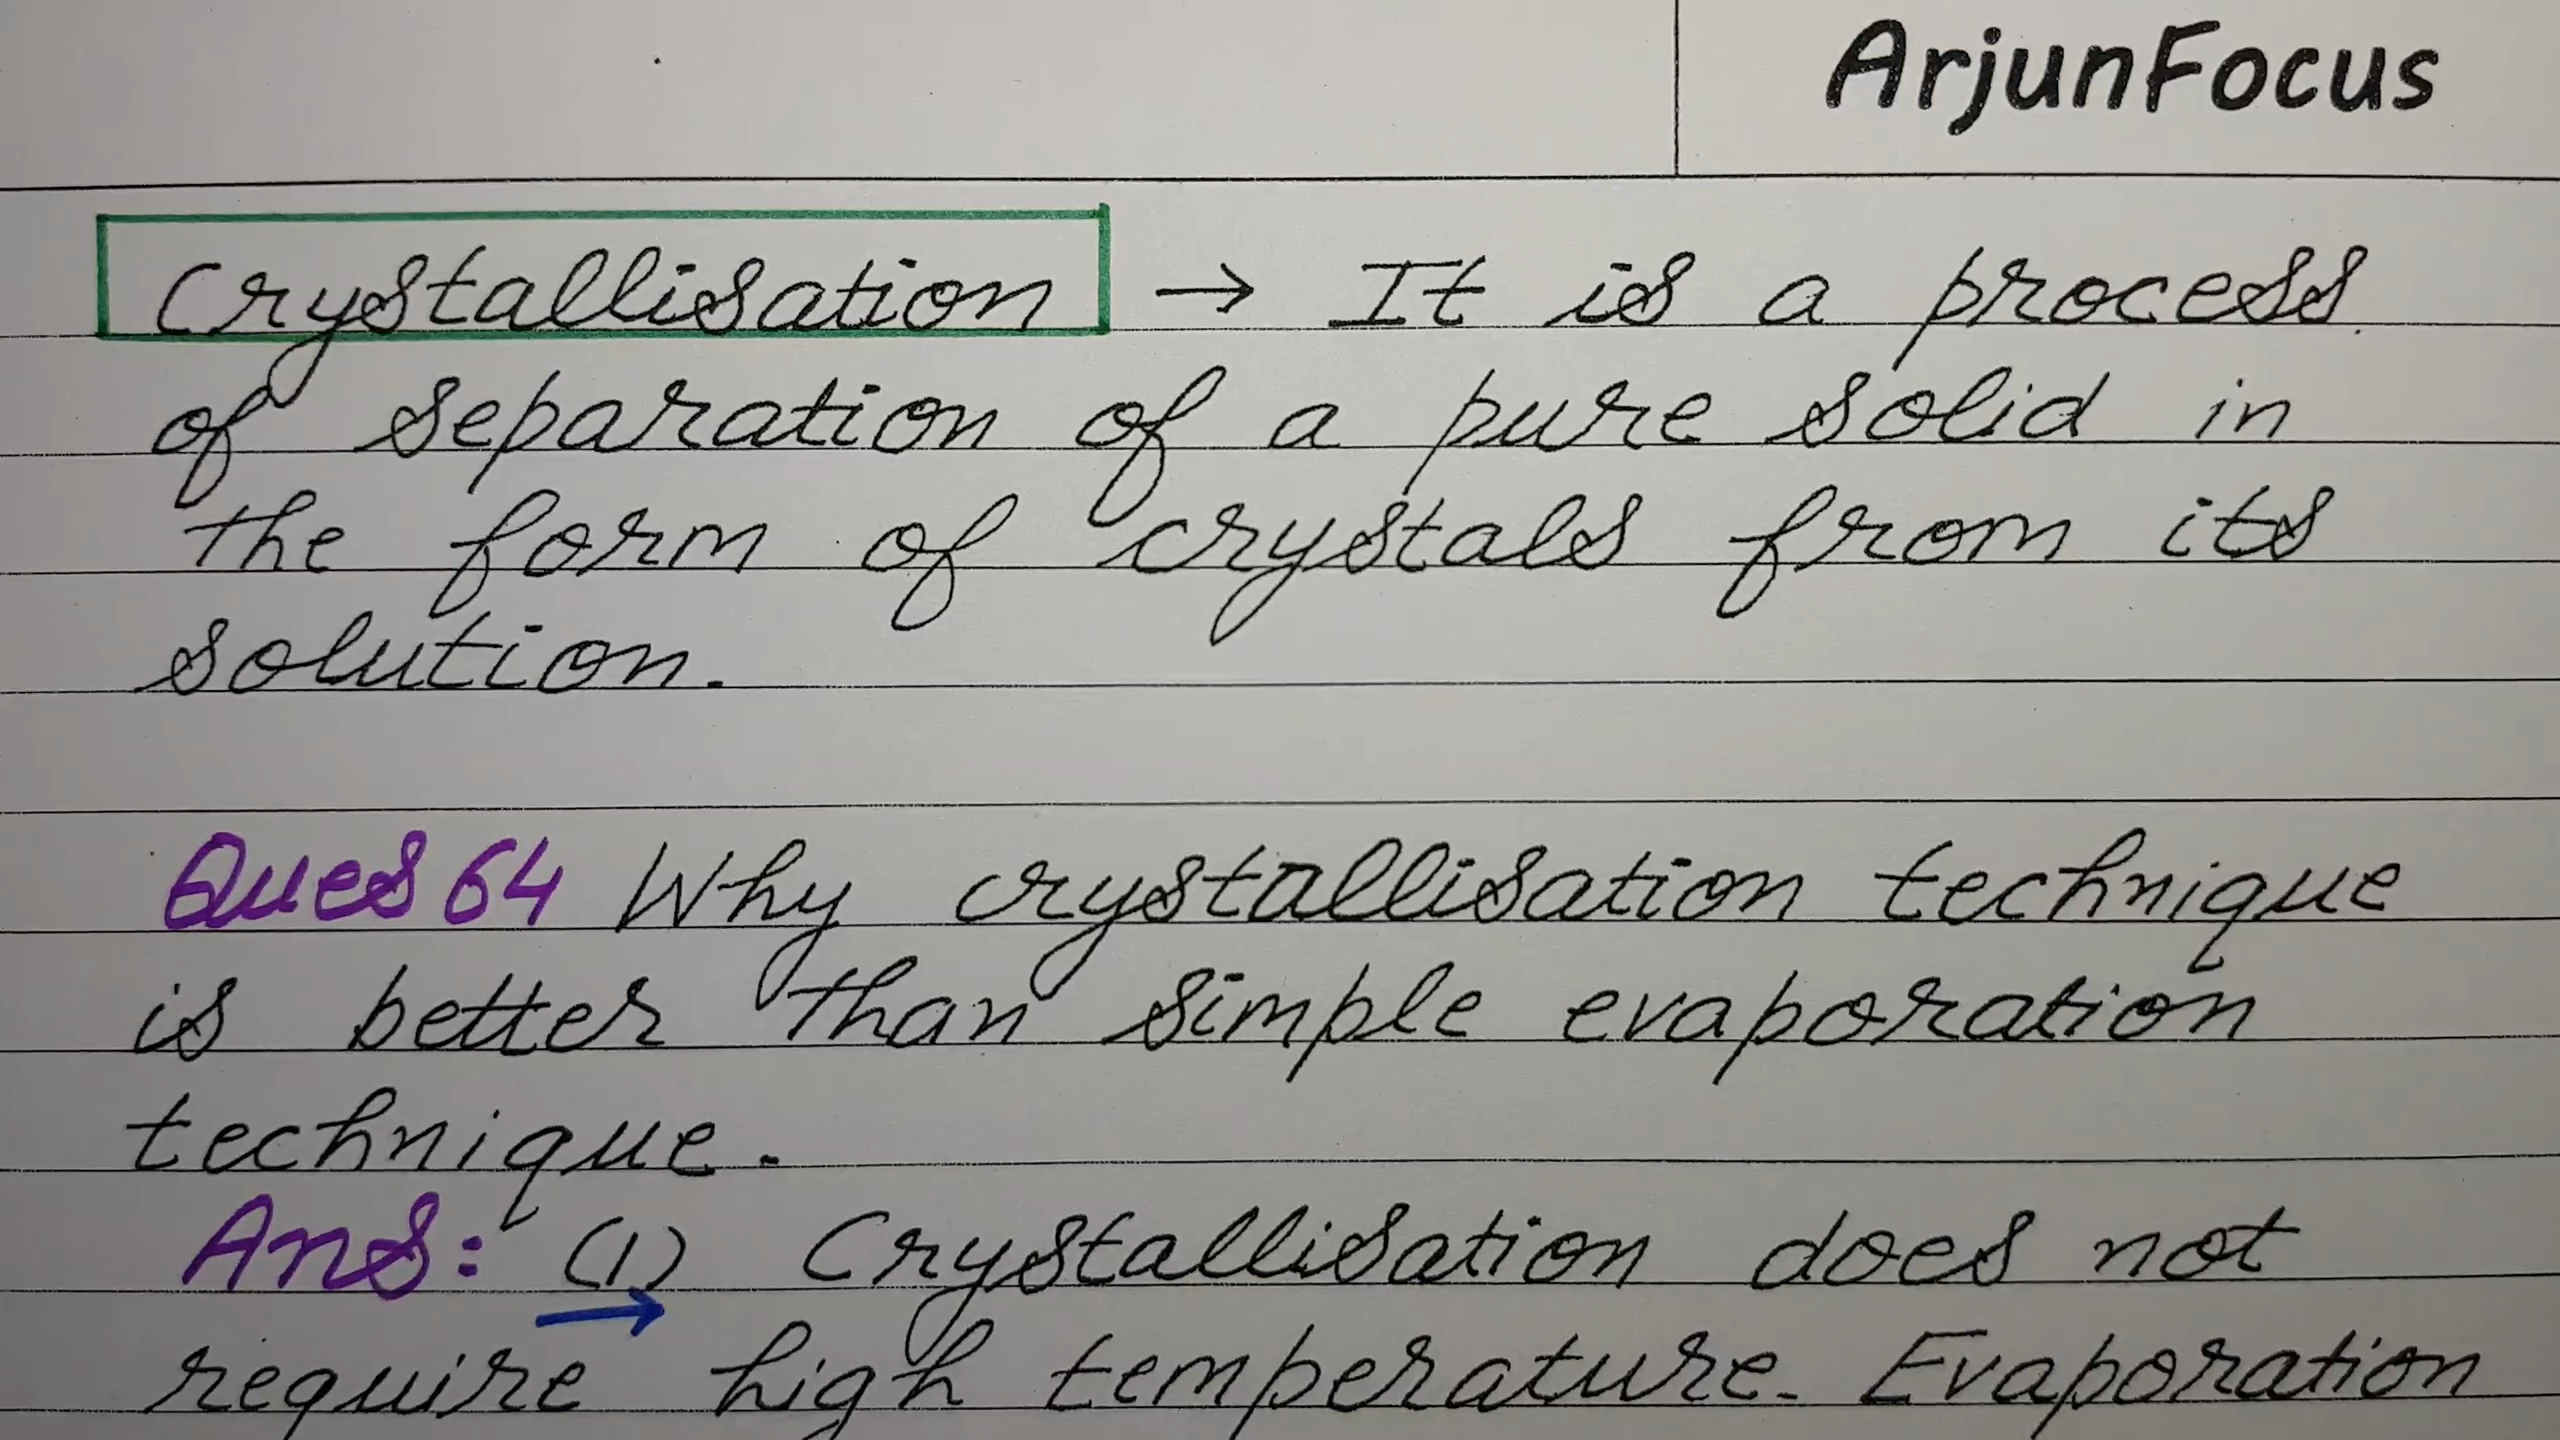 ArjunFocus
Crystallisation → It is a process
of separation of a pure solid in
the form of crystals from its
solution.
Ques 64 Why crystallisation technique
is better than simple evaporation
technique.
Ans: (1) Crystallisation does not
require high temperature. Evaporation